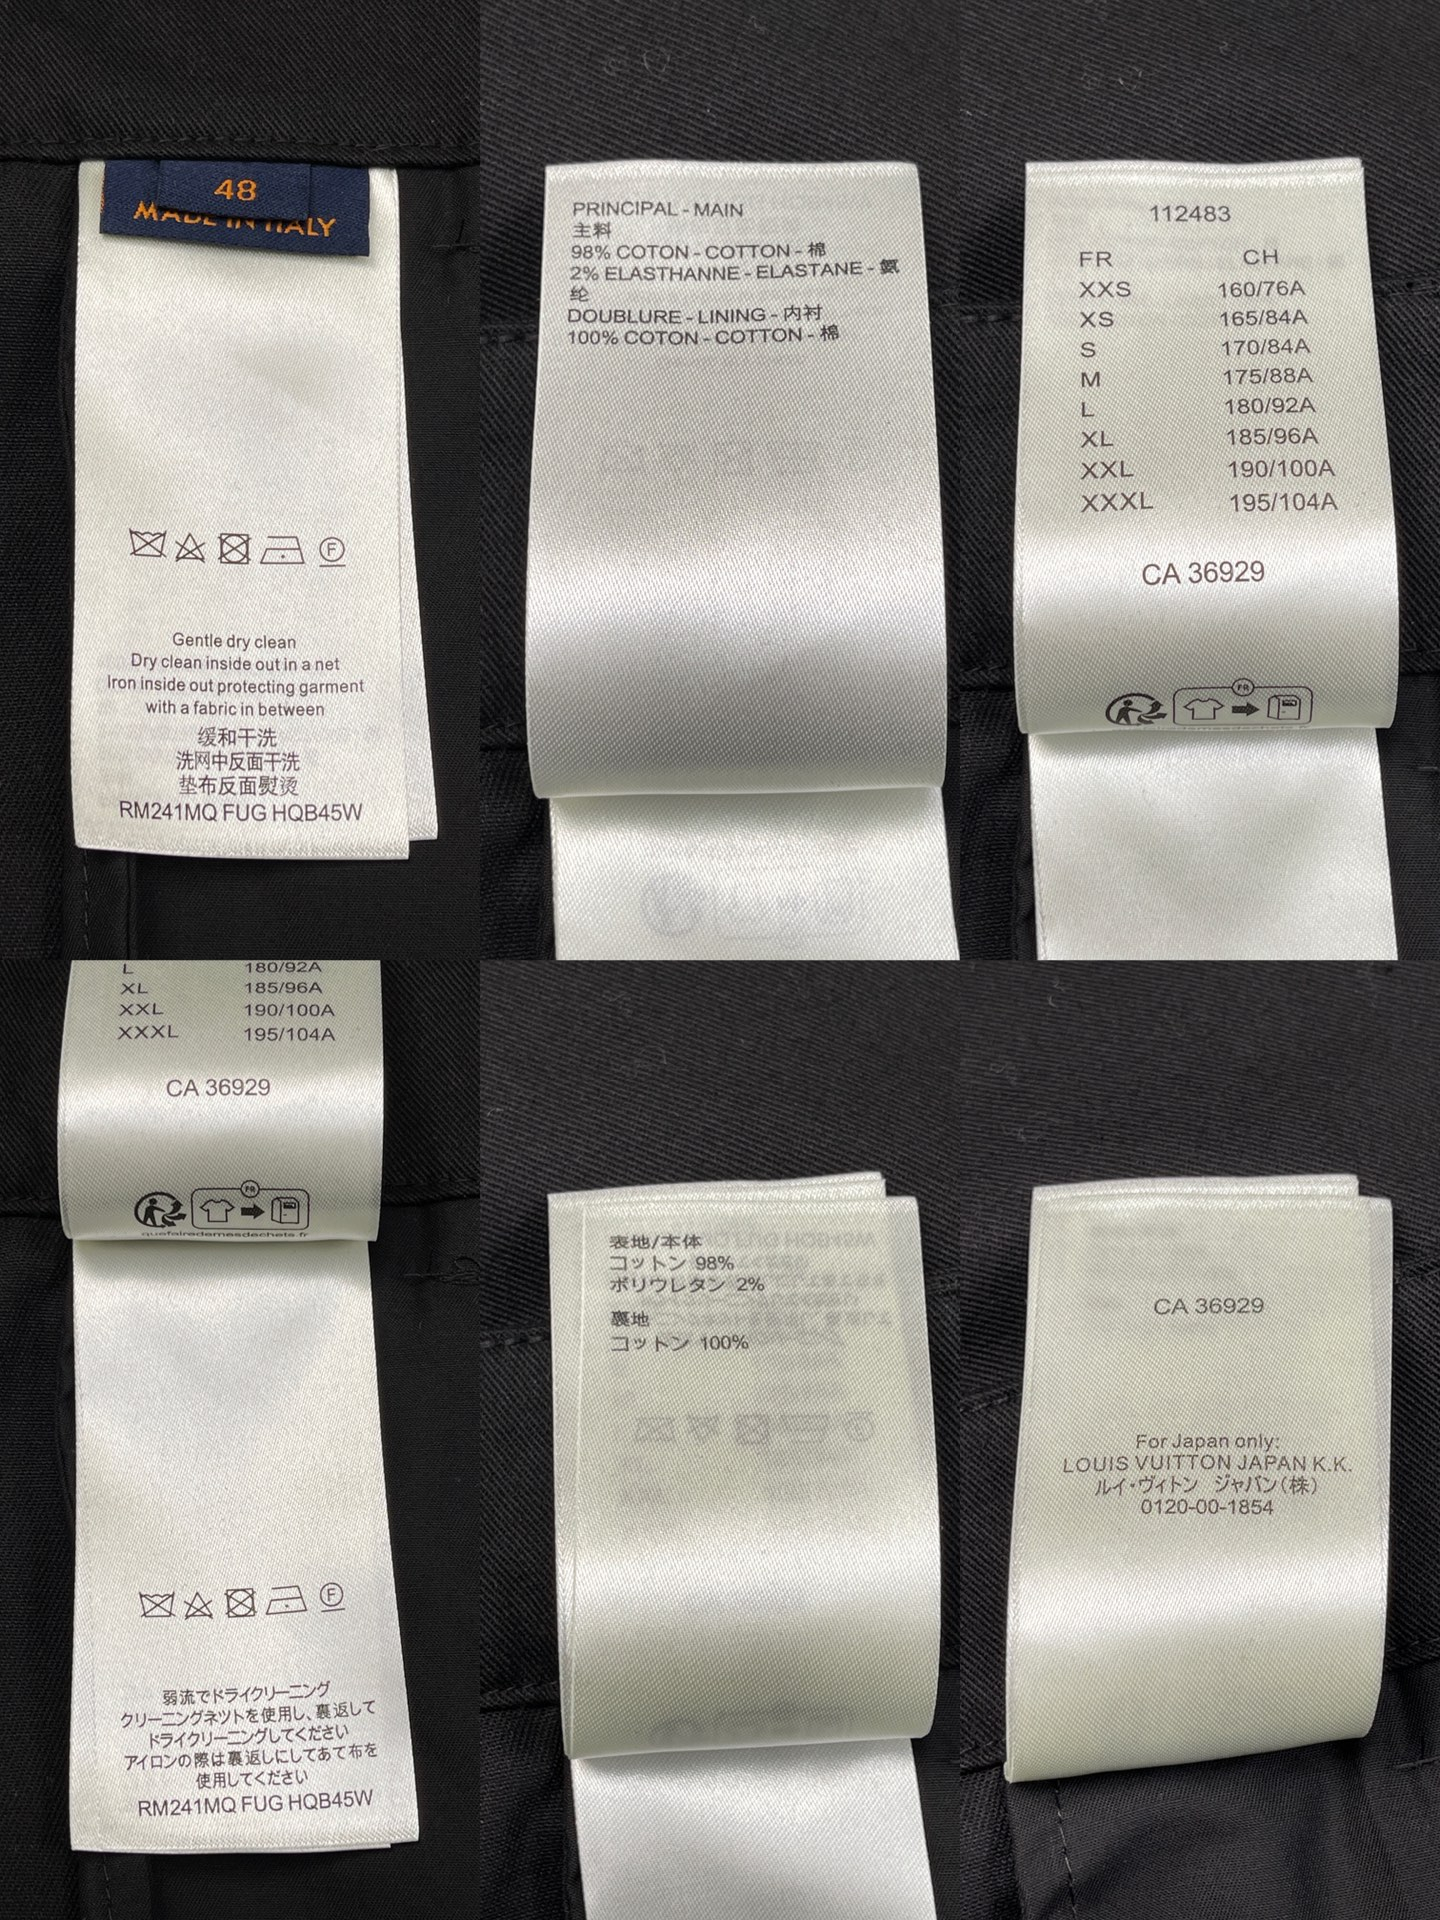 48
MADE IN ITALY
Gentle dry clean
Dry clean inside out in a net
Iron inside out protecting garment
with a fabric in between
缓和干洗
洗网中反面干洗
垫布反面熨烫
RM241MQ FUG HQB45W
PRINCIPAL - MAIN
主料
98% COTON - COTTON - 棉
2% ELASTHANNE - ELASTANE - 氨
纶
DOUBLURE - LINING - 内衬
100% COTON - COTTON - 棉
112483
FR CH
XXS 160/76A
XS 165/84A
S 170/84A
M 175/88A
L 180/92A
XL 185/96A
XXL 190/100A
XXXL 195/104A
CA 36929
FR
L 180/92A
XL 185/96A
XXL 190/100A
XXXL 195/104A
CA 36929
FR
quefairedemesdechets.fr
F
弱流でドライクリーニング
クリーニングネツトを使用し、裏返して
ドライクリーニングしてください
アイロンの際は裏返しにしてあて布を
使用してください
RM241MQ FUG HQB45W
表地/本体
コットン 98%
ポリウレタン 2%
裏地
コットン 100%
CA 36929
For Japan only:
LOUIS VUITTON JAPAN K.K.
ルイ・ヴィトン ジャパン(株)
0120-00-1854